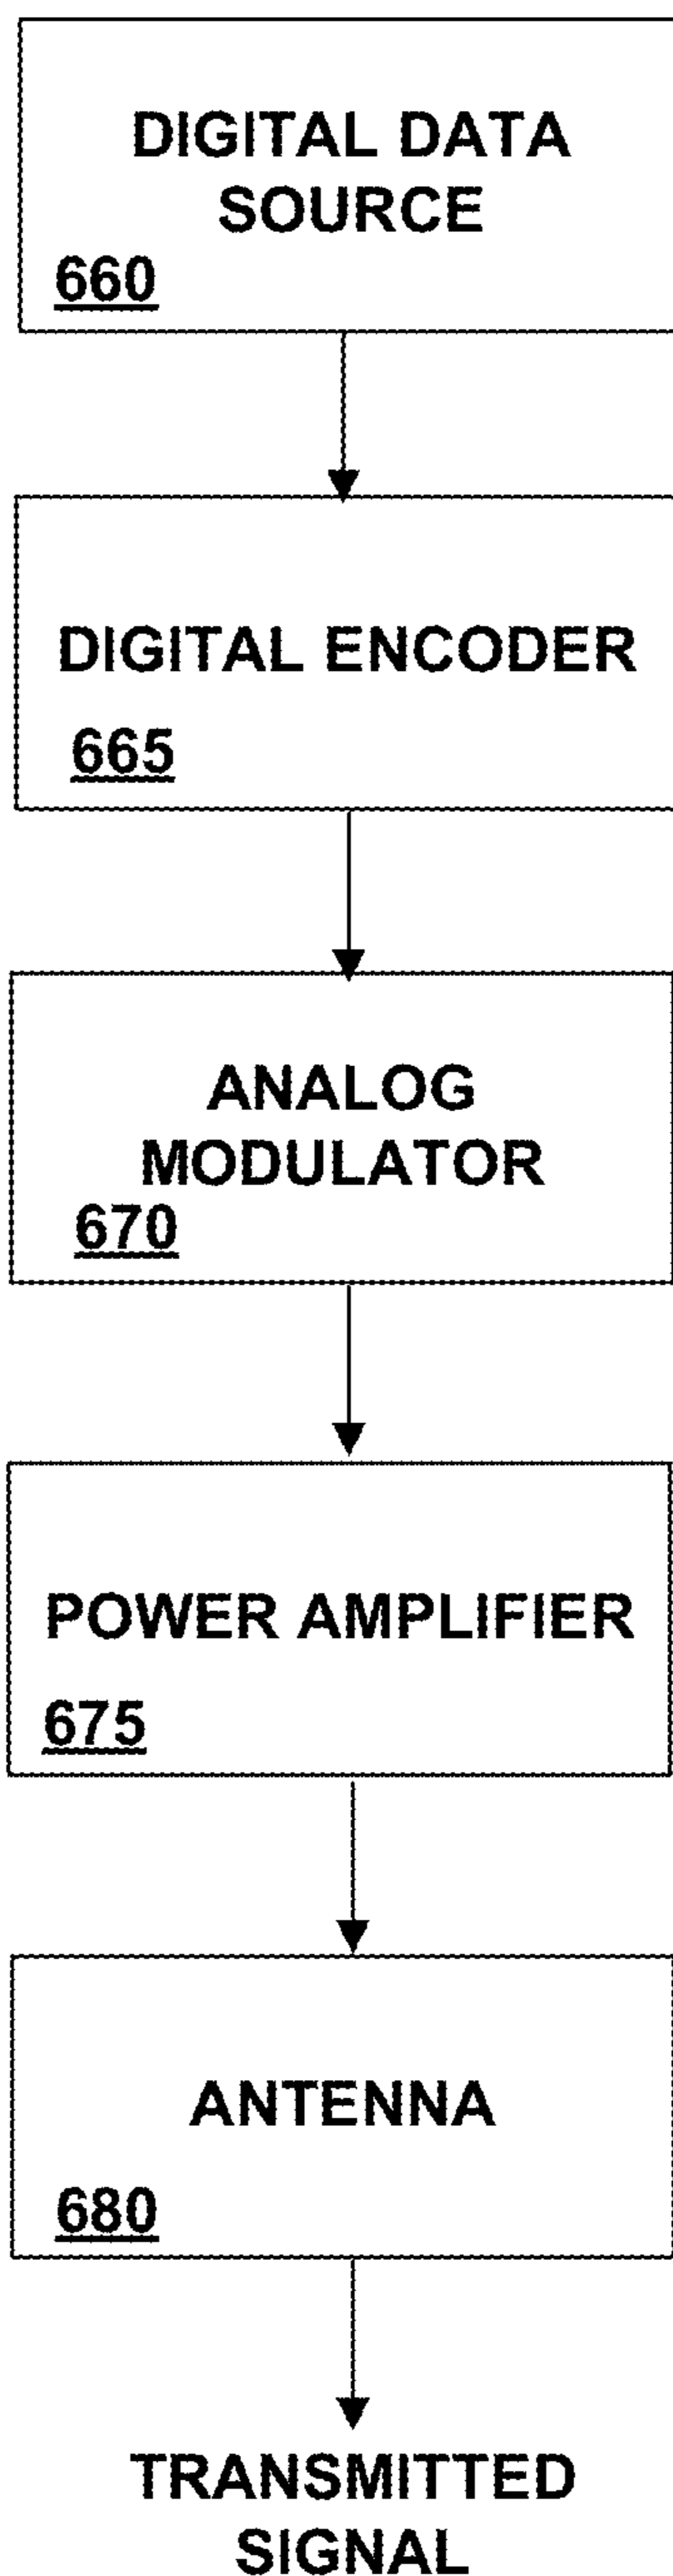 DIGITAL DATA
SOURCE
660
DIGITAL ENCODER
665
ANALOG
MODULATOR
670
POWER AMPLIFIER
675
ANTENNA
680
TRANSMITTED
SIGNAL